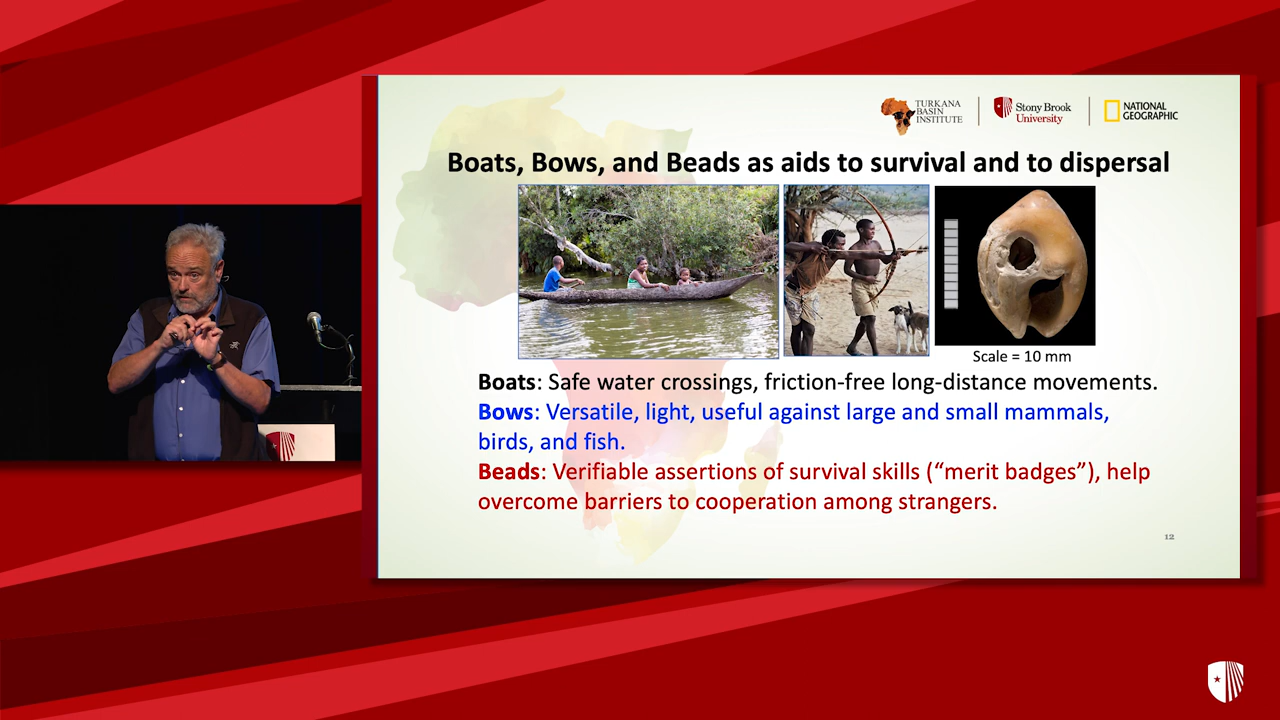 TURKANA
BASIN
INSTITUTE
Stony Brook
University
NATIONAL
GEOGRAPHIC
Boats, Bows, and Beads as aids to survival and to dispersal
Scale = 10 mm
Boats: Safe water crossings, friction-free long-distance movements.
Bows: Versatile, light, useful against large and small mammals,
birds, and fish.
Beads: Verifiable assertions of survival skills (“merit badges”), help
overcome barriers to cooperation among strangers.
12